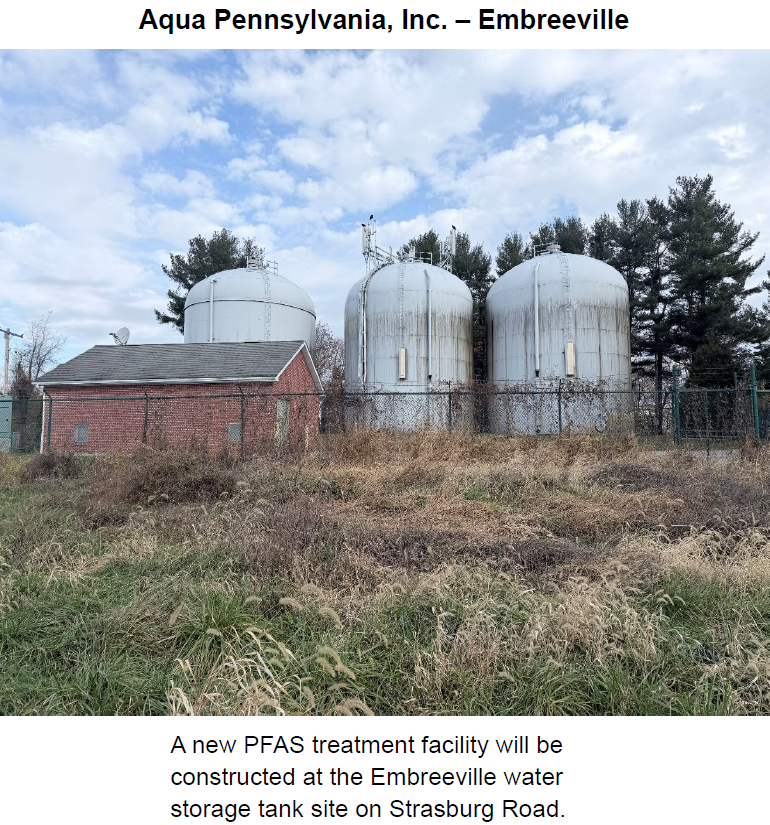 Aqua Pennsylvania, Inc. – Embreeville
A new PFAS treatment facility will be
constructed at the Embreeville water
storage tank site on Strasburg Road.